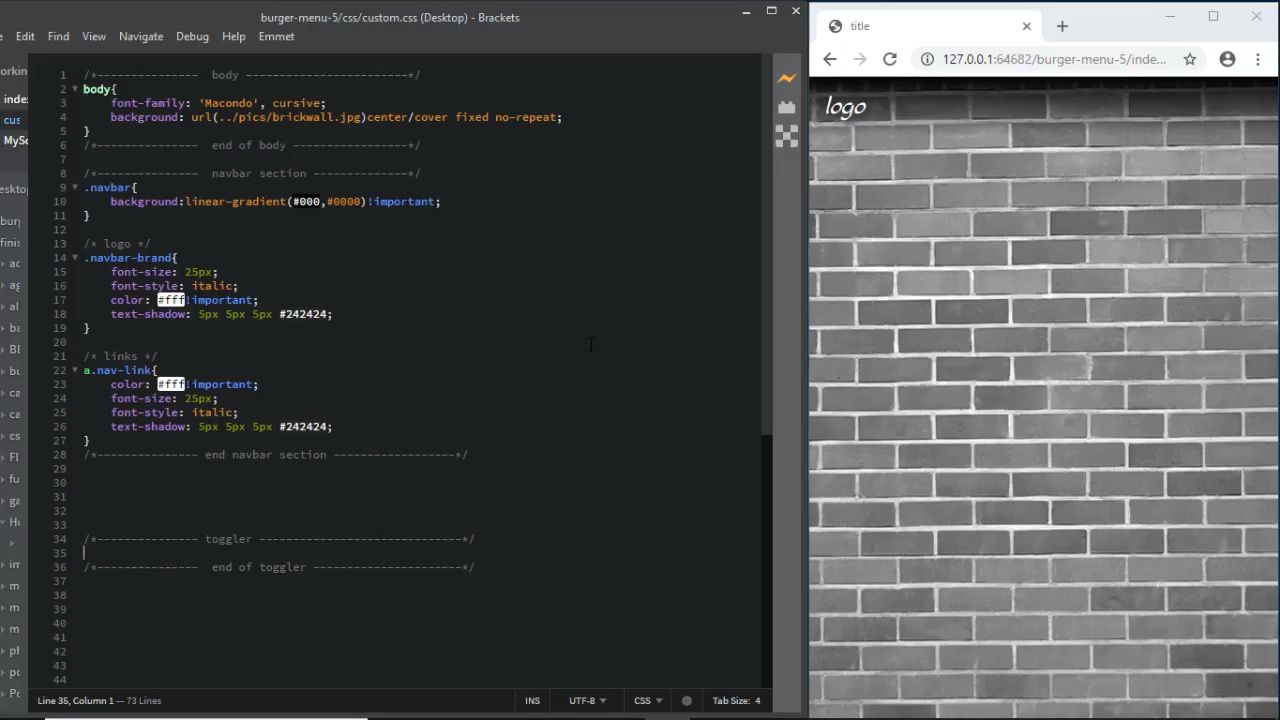 burger-menu-5/css/custom.css (Desktop) - Brackets
Edit Find View Navigate Debug Help Emmet
1 /*--------------- body ------------------------*/
2 body{
3 font-family: 'Macondo', cursive;
4 background: url(../pics/brickwall.jpg)center/cover fixed no-repeat;
5 }
6 /*--------------- end of body -----------------*/
7
8 /*--------------- navbar section --------------*/
9 .navbar{
10 background:linear-gradient(#000,#0000)!important;
11 }
12
13 /* logo */
14 .navbar-brand{
15 font-size: 25px;
16 font-style: italic;
17 color: #fff!important;
18 text-shadow: 5px 5px 5px #242424;
19 }
20
21 /* links */
22 a.nav-link{
23 color: #fff!important;
24 font-size: 25px;
25 font-style: italic;
26 text-shadow: 5px 5px 5px #242424;
27 }
28 /*--------------- end navbar section ------------------*/
29
30
31
32
33
34 /*--------------- toggler ------------------------------*/
35
36 /*--------------- end of toggler ----------------------*/
37
38
39
40
41
42
43
44
Line 35, Column 1 — 73 Lines
INS UTF-8 CSS Tab Size: 4
title
127.0.0.1:64682/burger-menu-5/inde...
logo